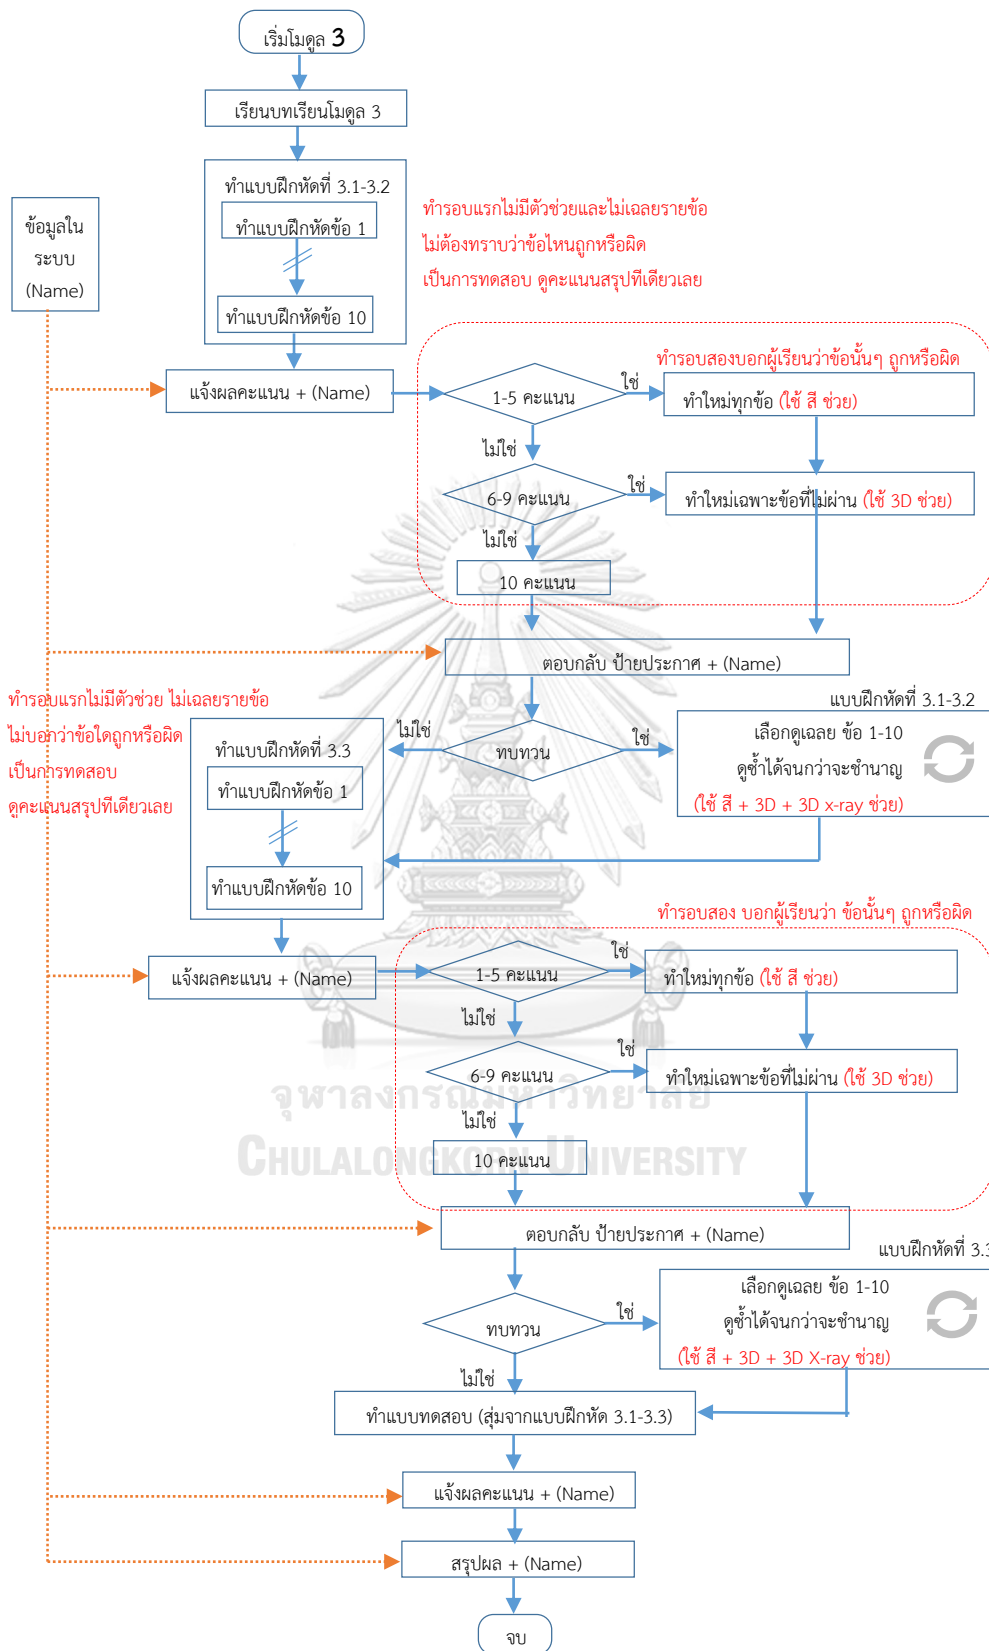 เริ่มโมดูล 3
เรียนบทเรียนโมดูล 3
ทำแบบฝึกหัดที่ 3.1-3.2
ทำแบบฝึกหัดข้อ 1
ทำแบบฝึกหัดข้อ 10
ข้อมูลใน
ระบบ
(Name)
ทำรอบแรกไม่มีตัวช่วยและไม่เฉลยรายข้อ
ไม่ต้องทราบว่าข้อไหนถูกหรือผิด
เป็นการทดสอบ ดูคะแนนสรุปทีเดียวเลย
ทำรอบสองบอกผู้เรียนว่าข้อนั้นๆ ถูกหรือผิด
แจ้งผลคะแนน + (Name)
1-5 คะแนน
ใช่
ทำใหม่ทุกข้อ (ใช้ สี ช่วย)
ไม่ใช่
6-9 คะแนน
ใช่
ทำใหม่เฉพาะข้อที่ไม่ผ่าน (ใช้ 3D ช่วย)
ไม่ใช่
10 คะแนน
ตอบกลับ ป้ายประกาศ + (Name)
ทำรอบแรกไม่มีตัวช่วย ไม่เฉลยรายข้อ
ไม่บอกว่าข้อใดถูกหรือผิด
เป็นการทดสอบ
ดูคะแนนสรุปทีเดียวเลย
แบบฝึกหัดที่ 3.1-3.2
ทบทวน
ไม่ใช่
ใช่
เลือกดูเฉลย ข้อ 1-10
ดูซ้ำได้จนกว่าจะชำนาญ
(ใช้ สี + 3D + 3D x-ray ช่วย)
ทำแบบฝึกหัดที่ 3.3
ทำแบบฝึกหัดข้อ 1
ทำแบบฝึกหัดข้อ 10
ทำรอบสอง บอกผู้เรียนว่า ข้อนั้นๆ ถูกหรือผิด
แจ้งผลคะแนน + (Name)
1-5 คะแนน
ใช่
ทำใหม่ทุกข้อ (ใช้ สี ช่วย)
ไม่ใช่
6-9 คะแนน
ใช่
ทำใหม่เฉพาะข้อที่ไม่ผ่าน (ใช้ 3D ช่วย)
จุฬาลงกรณ์มหาวิทยาลัย
ไม่ใช่
10 คะแนน
CHULALONGKORN UNIVERSITY
ตอบกลับ ป้ายประกาศ + (Name)
แบบฝึกหัดที่ 3.3
ทบทวน
ใช่
เลือกดูเฉลย ข้อ 1-10
ดูซ้ำได้จนกว่าจะชำนาญ
(ใช้ สี + 3D + 3D X-ray ช่วย)
ไม่ใช่
ทำแบบทดสอบ (สุ่มจากแบบฝึกหัด 3.1-3.3)
แจ้งผลคะแนน + (Name)
สรุปผล + (Name)
จบ